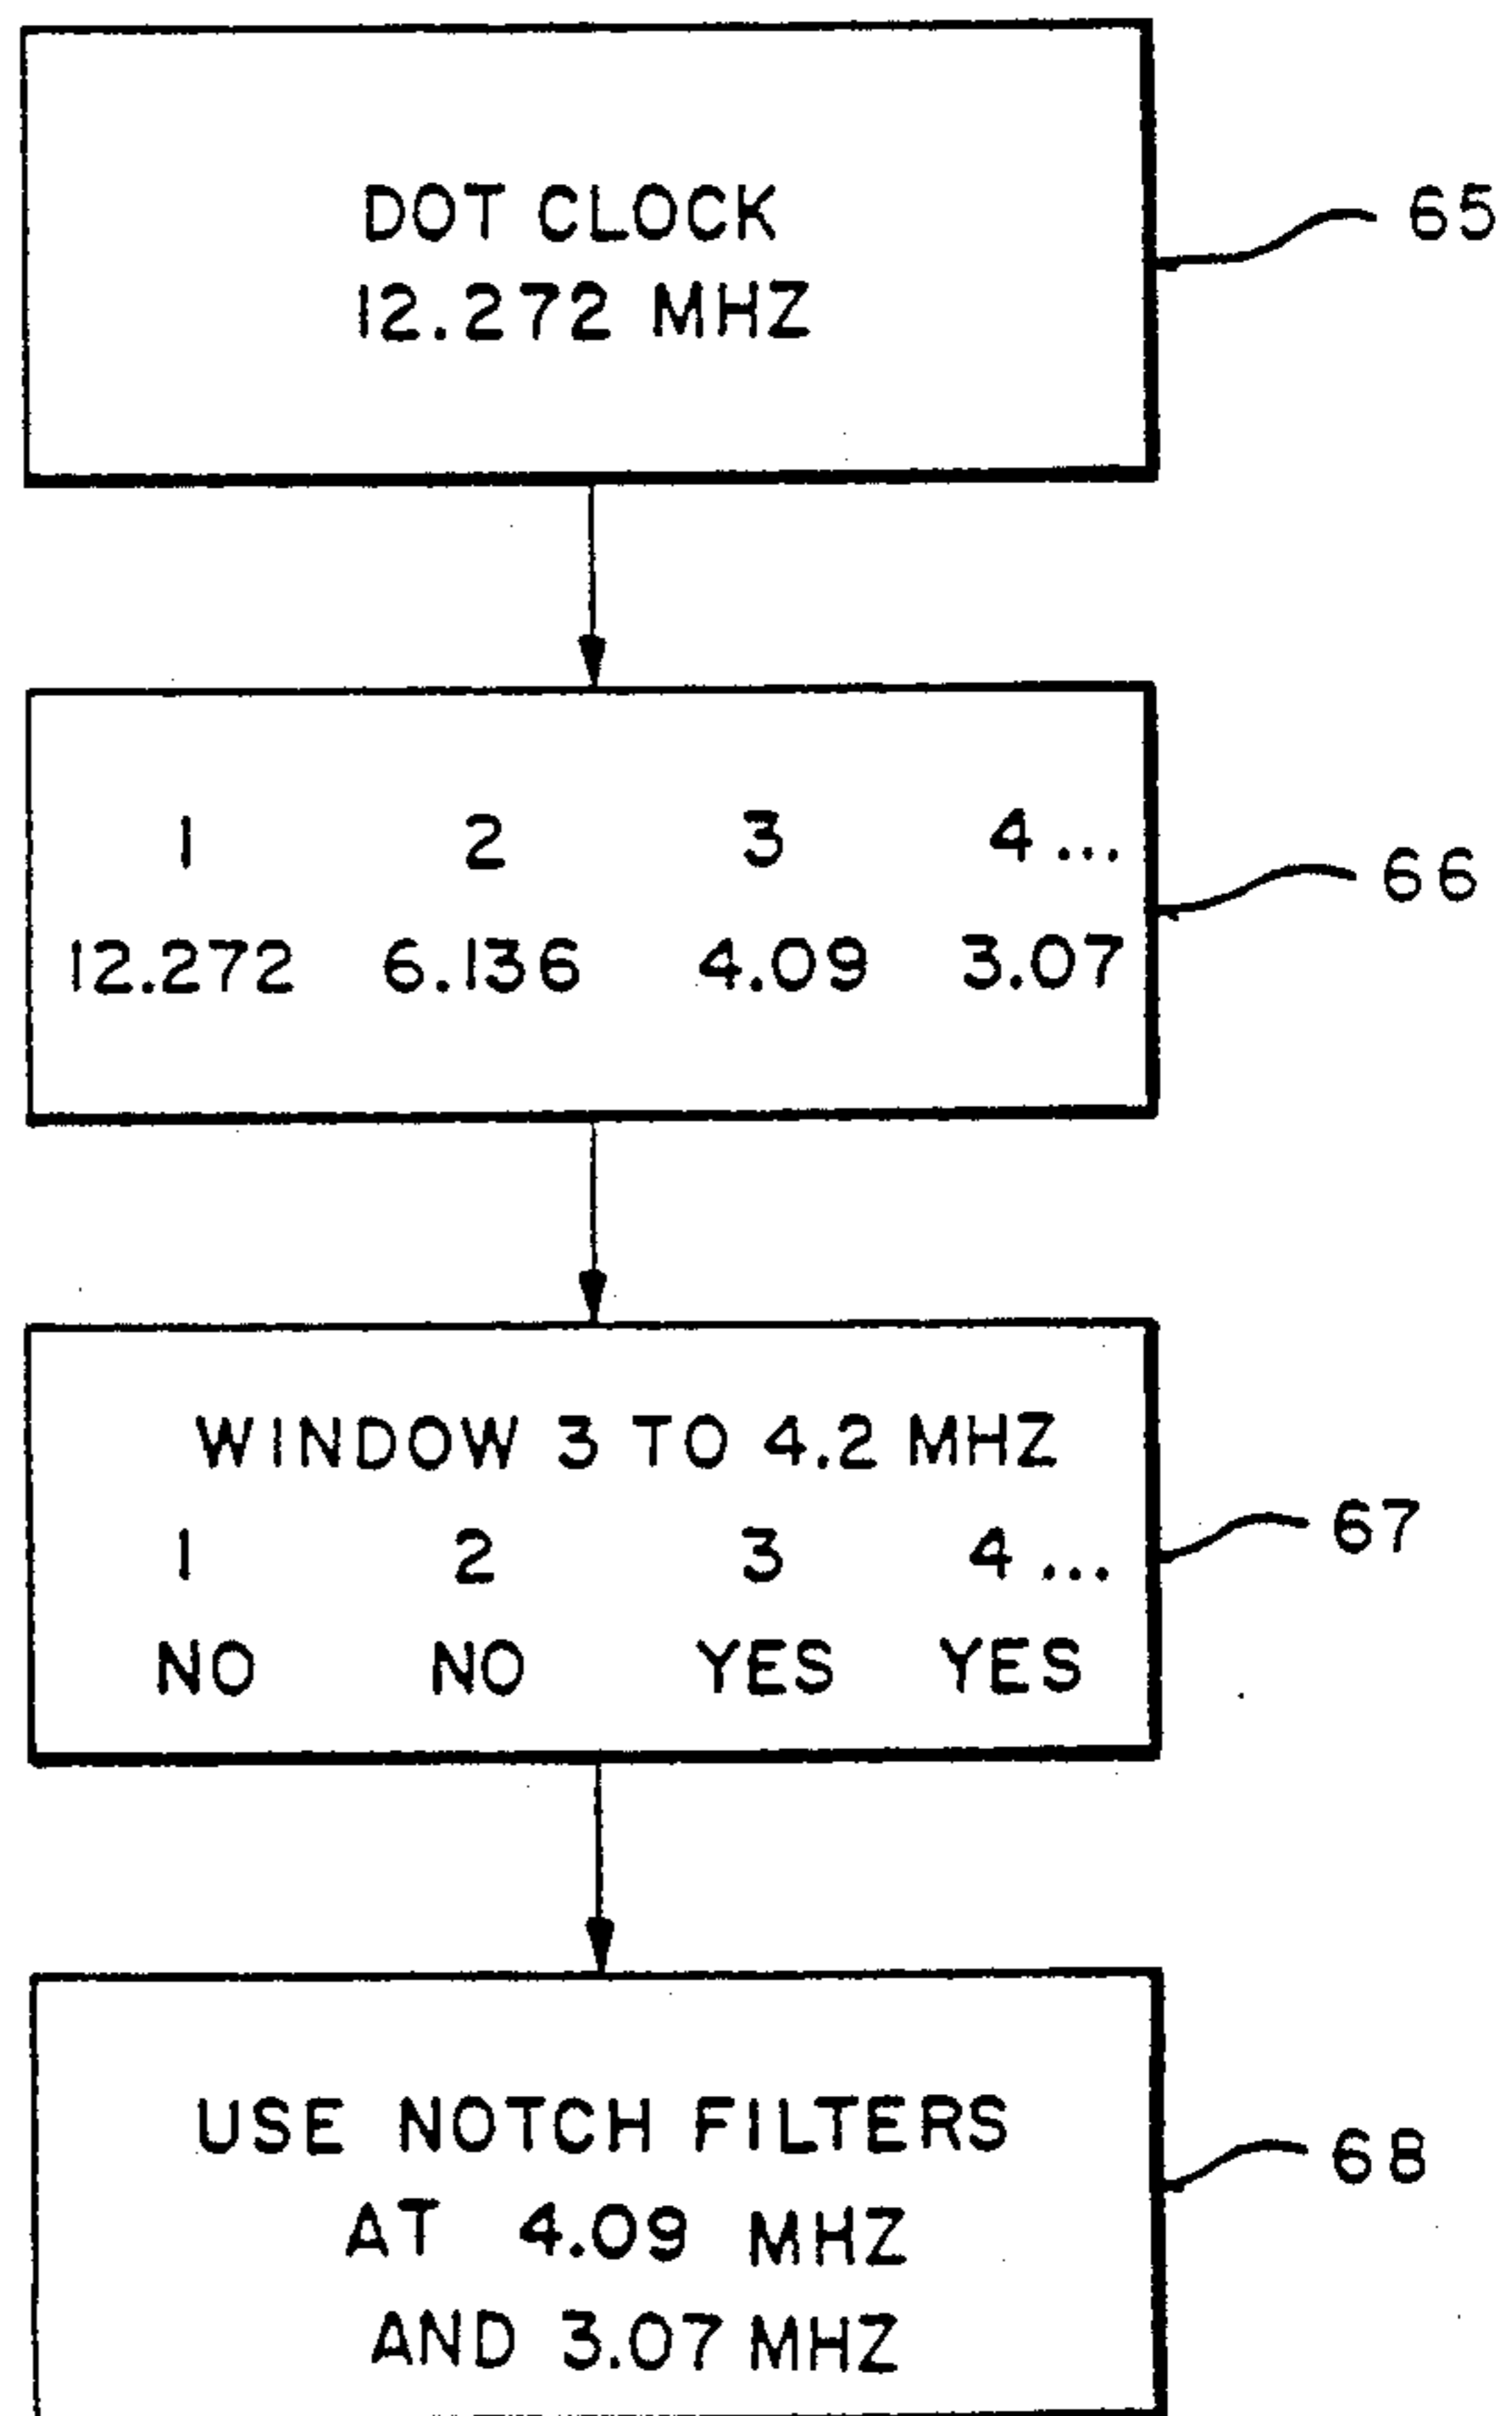 DOT CLOCK
12.272 MHZ
65
1 2 3 4...
12.272 6.136 4.09 3.07
66
WINDOW 3 TO 4.2 MHZ
1 2 3 4...
NO NO YES YES
67
USE NOTCH FILTERS
AT 4.09 MHZ
AND 3.07 MHZ
68